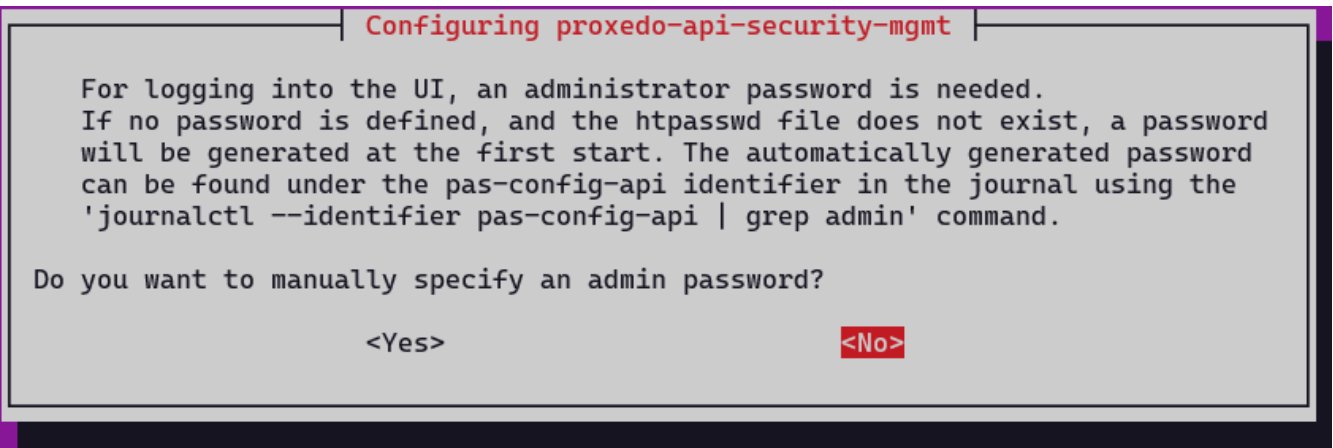 Configuring proxedo-api-security-mgmt
For logging into the UI, an administrator password is needed.
If no password is defined, and the htpasswd file does not exist, a password
will be generated at the first start. The automatically generated password
can be found under the pas-config-api identifier in the journal using the
'journalctl --identifier pas-config-api | grep admin' command.
Do you want to manually specify an admin password?
<Yes> <No>